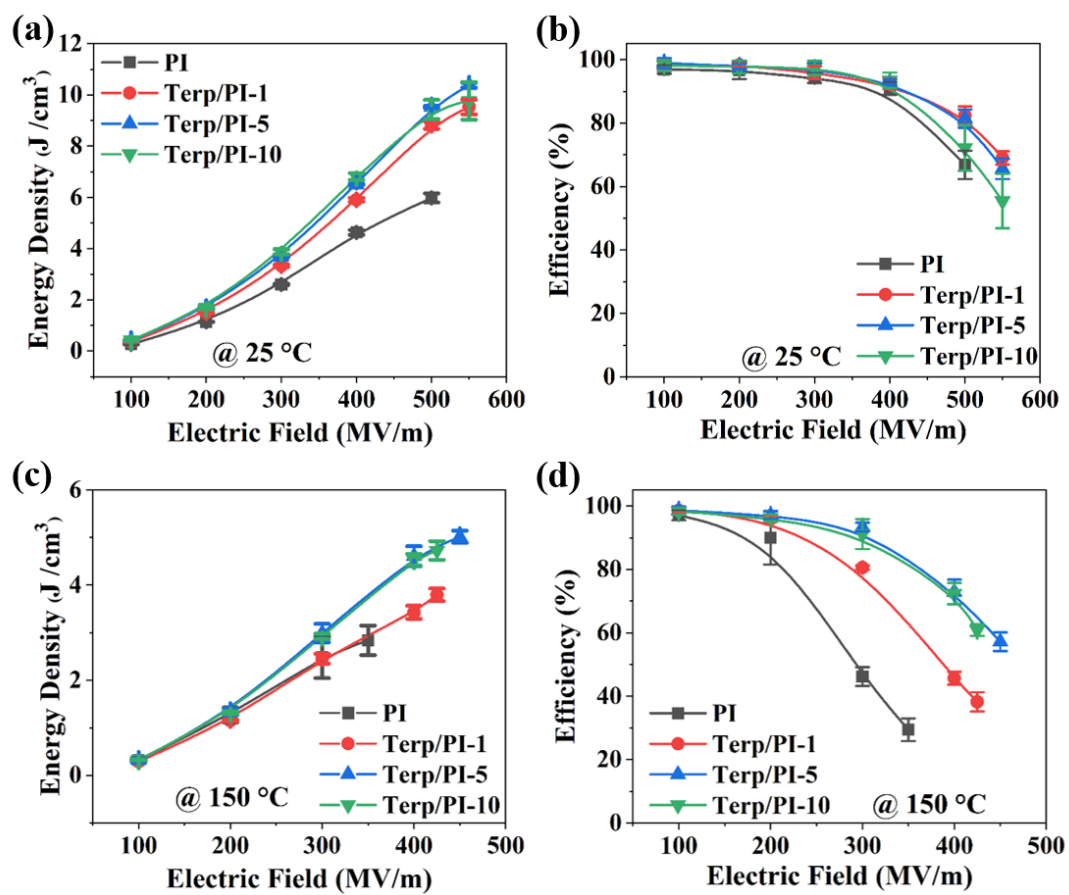 (a)
12
10
8
6
4
2
0
Energy Density (J /cm³)
PI
Terp/PI-1
Terp/PI-5
Terp/PI-10
@ 25 °C
100 200 300 400 500 600
Electric Field (MV/m)
(b)
100
80
60
40
20
0
Efficiency (%)
PI
Terp/PI-1
Terp/PI-5
Terp/PI-10
@ 25 °C
100 200 300 400 500 600
Electric Field (MV/m)
(c)
6
4
2
0
Energy Density (J /cm³)
PI
Terp/PI-1
Terp/PI-5
Terp/PI-10
@ 150 °C
100 200 300 400 500
Electric Field (MV/m)
(d)
100
80
60
40
20
0
Efficiency (%)
PI
Terp/PI-1
Terp/PI-5
Terp/PI-10
@ 150 °C
100 200 300 400 500
Electric Field (MV/m)